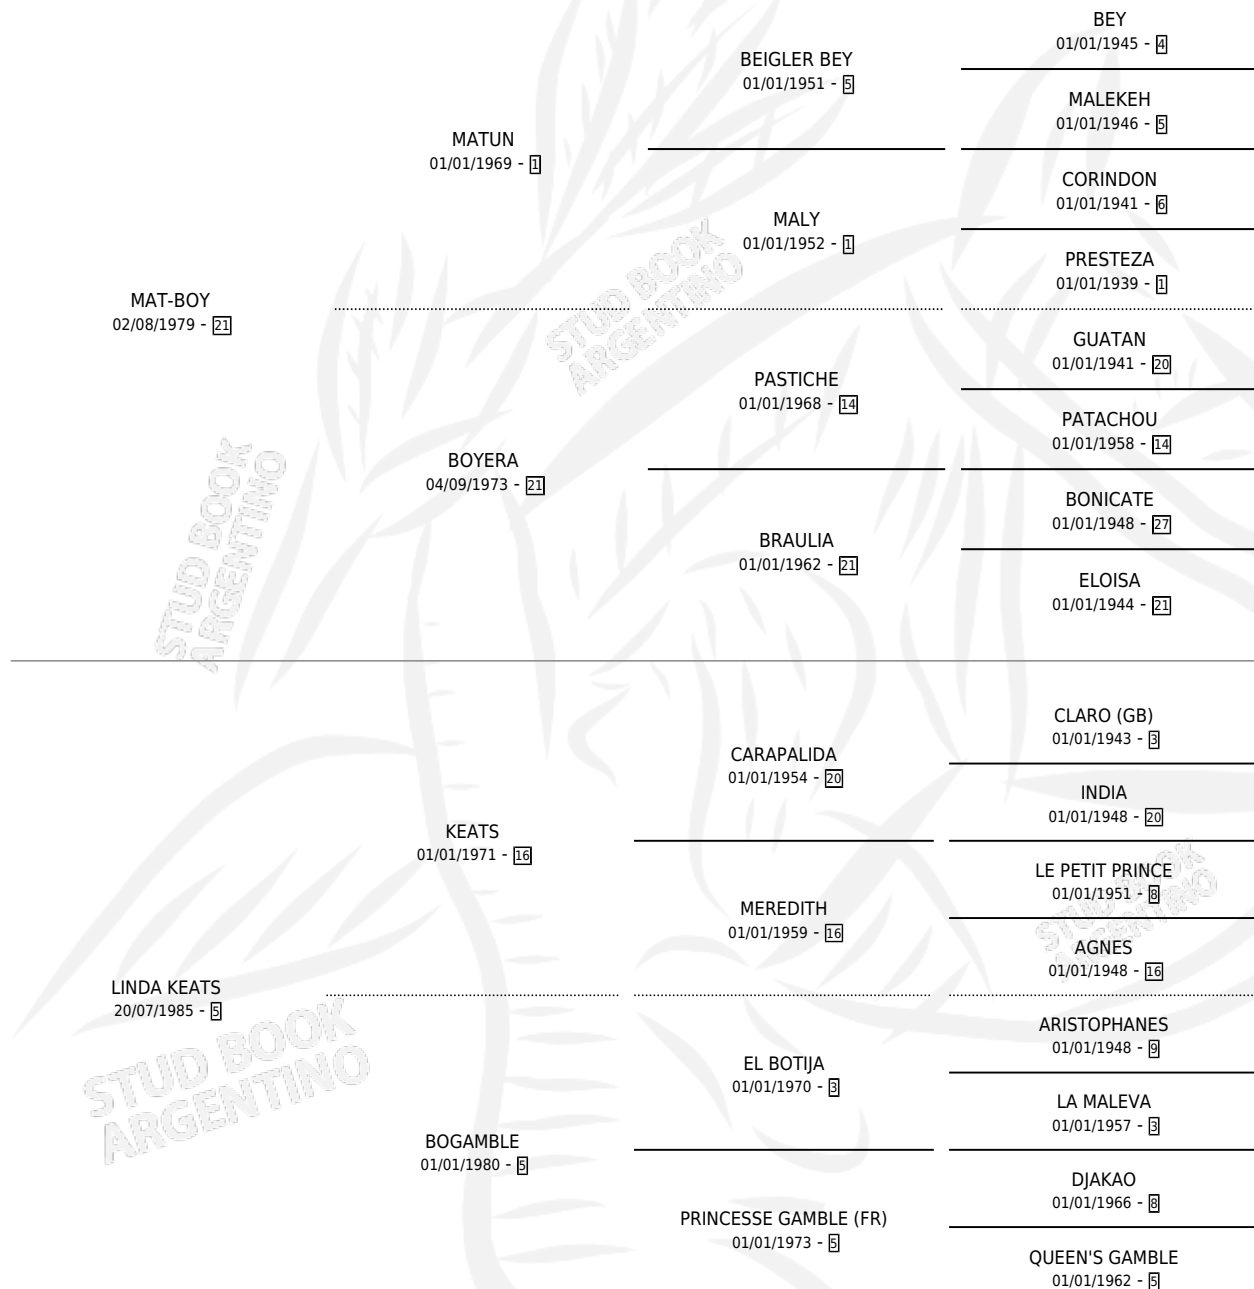 BEY
01/01/1945 - 4
BEIGLER BEY
01/01/1951 - 5
MALEKEH
01/01/1946 - 5
MATUN
01/01/1969 - 1
CORINDON
01/01/1941 - 6
MALY
01/01/1952 - 1
PRESTEZA
01/01/1939 - 1
MAT-BOY
02/08/1979 - 21
GUATAN
01/01/1941 - 20
PASTICHE
01/01/1968 - 14
PATACHOU
01/01/1958 - 14
BOYERA
04/09/1973 - 21
BONICATE
01/01/1948 - 27
BRAULIA
01/01/1962 - 21
ELOISA
01/01/1944 - 21
CLARO (GB)
01/01/1943 - 3
CARAPALIDA
01/01/1954 - 20
INDIA
01/01/1948 - 20
KEATS
01/01/1971 - 16
LE PETIT PRINCE
01/01/1951 - 8
MEREDITH
01/01/1959 - 16
AGNES
01/01/1948 - 16
LINDA KEATS
20/07/1985 - 5
ARISTOPHANES
01/01/1948 - 9
EL BOTIJA
01/01/1970 - 3
LA MALEVA
01/01/1957 - 3
BOGAMBLE
01/01/1980 - 5
DJAKAO
01/01/1966 - 8
PRINCESSE GAMBLE (FR)
01/01/1973 - 5
QUEEN'S GAMBLE
01/01/1962 - 5
STUD BOOK
ARGENTINO
STUD BOOK
ARGENTINO
STUD BOOK
ARGENTINO
STUD BOOK
ARGENTINO